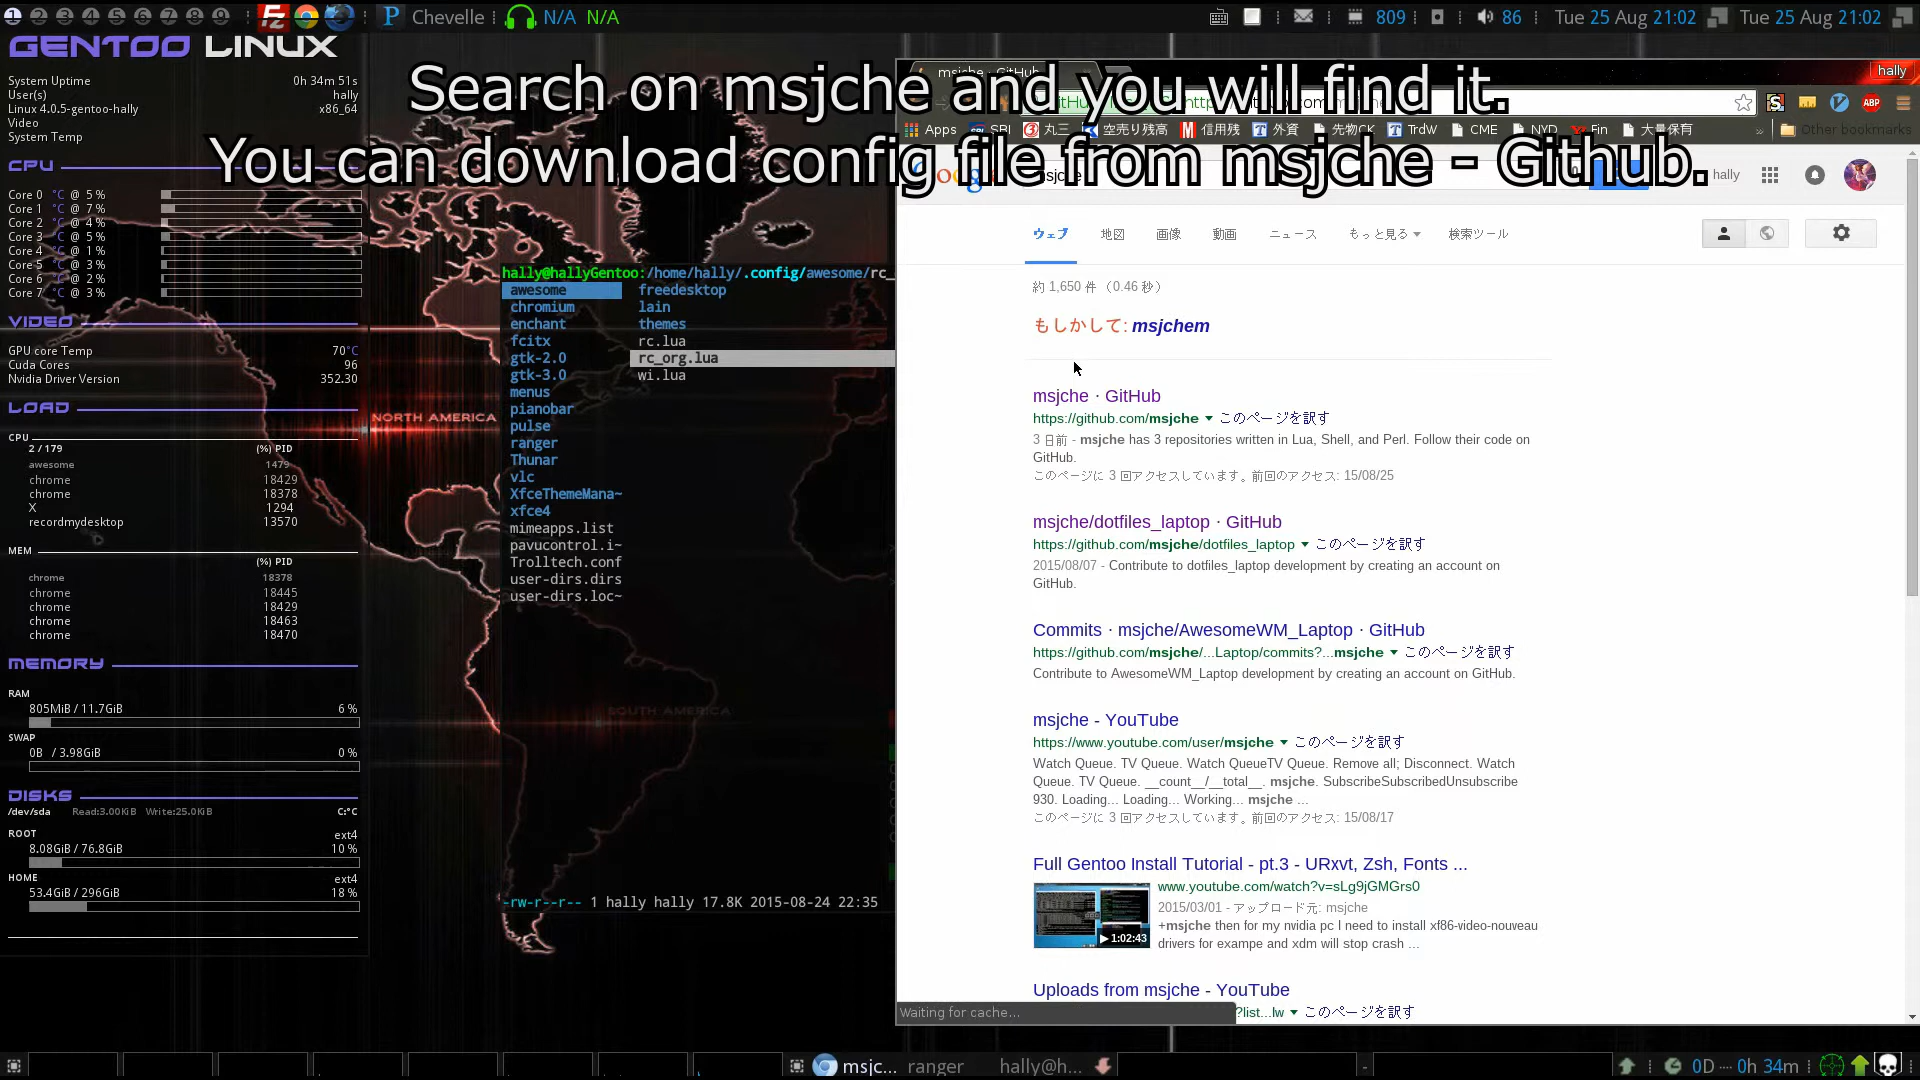 1 2 3 4 5 6 7 8 9 Fz P Chevelle N/A N/A 809 86 Tue 25 Aug 21:02 Tue 25 Aug 21:02
GENTOO LINUX
System Uptime 0h 34m 51s
User(s) hally
Linux 4.0.5-gentoo-hally x86_64
Video
System Temp
CPU
Core 0 °C @ 5 %
Core 1 °C @ 7 %
Core 2 °C @ 4 %
Core 3 °C @ 5 %
Core 4 °C @ 1 %
Core 5 °C @ 3 %
Core 6 °C @ 2 %
Core 7 °C @ 3 %
VIDEO
GPU core Temp 70°C
Cuda Cores 96
Nvidia Driver Version 352.30
LOAD
CPU
2 / 179 (%) PID
awesome 1479
chrome 18429
chrome 18378
X 1294
recordmydesktop 13570
MEM
(%) PID
chrome 18378
chrome 18445
chrome 18429
chrome 18463
chrome 18470
MEMORY
RAM
805MiB / 11.7GiB 6 %
SWAP
0B / 3.98GiB 0 %
DISKS
/dev/sda Read:3.00KiB Write:25.0KiB C:°C
ROOT ext4
8.08GiB / 76.8GiB 10 %
HOME ext4
53.4GiB / 296GiB 18 %
Search on msjche and you will find it.
You can download config file from msjche - Github.
NORTH AMERICA
SOUTH AMERICA
hally@hallyGentoo:/home/hally/.config/awesome/rc_
awesome freedesktop
chromium lain
enchant themes
fcitx rc.lua
gtk-2.0 rc_org.lua
gtk-3.0 wi.lua
menus
pianobar
pulse
ranger
Thunar
vlc
XfceThemeMana~
xfce4
mimeapps.list
pavucontrol.i~
Trolltech.conf
user-dirs.dirs
user-dirs.loc~
-rw-r--r-- 1 hally hally 17.8K 2015-08-24 22:35
msjche · GitHub hally
ABP
Apps SBI 丸三 空売り残高 信用残 外資 先物CK TrdW CME NYD Fin 大量保育 » Other bookmarks
msjche hally
ウェブ 地図 画像 動画 ニュース もっと見る 検索ツール
約 1,650 件 (0.46 秒)
もしかして: msjchem
msjche · GitHub
https://github.com/msjche このページを訳す
3 日前 - msjche has 3 repositories written in Lua, Shell, and Perl. Follow their code on
GitHub.
このページに 3 回アクセスしています。前回のアクセス: 15/08/25
msjche/dotfiles_laptop · GitHub
https://github.com/msjche/dotfiles_laptop このページを訳す
2015/08/07 - Contribute to dotfiles_laptop development by creating an account on
GitHub.
Commits · msjche/AwesomeWM_Laptop · GitHub
https://github.com/msjche/...Laptop/commits?...msjche このページを訳す
Contribute to AwesomeWM_Laptop development by creating an account on GitHub.
msjche - YouTube
https://www.youtube.com/user/msjche このページを訳す
Watch Queue. TV Queue. Watch QueueTV Queue. Remove all; Disconnect. Watch
Queue. TV Queue. __count__/__total__. msjche. SubscribeSubscribedUnsubscribe
930. Loading... Loading... Working... msjche ...
このページに 3 回アクセスしています。前回のアクセス: 15/08/17
Full Gentoo Install Tutorial - pt.3 - URxvt, Zsh, Fonts ...
www.youtube.com/watch?v=sLg9jGMGrs0
2015/03/01 - アップロード元: msjche
+msjche then for my nvidia pc I need to install xf86-video-nouveau
drivers for exampe and xdm will stop crash ...
1:02:43
Uploads from msjche - YouTube
?list...lw このページを訳す
Waiting for cache...
msjc... ranger hally@h... - 0D ---- 0h 34m